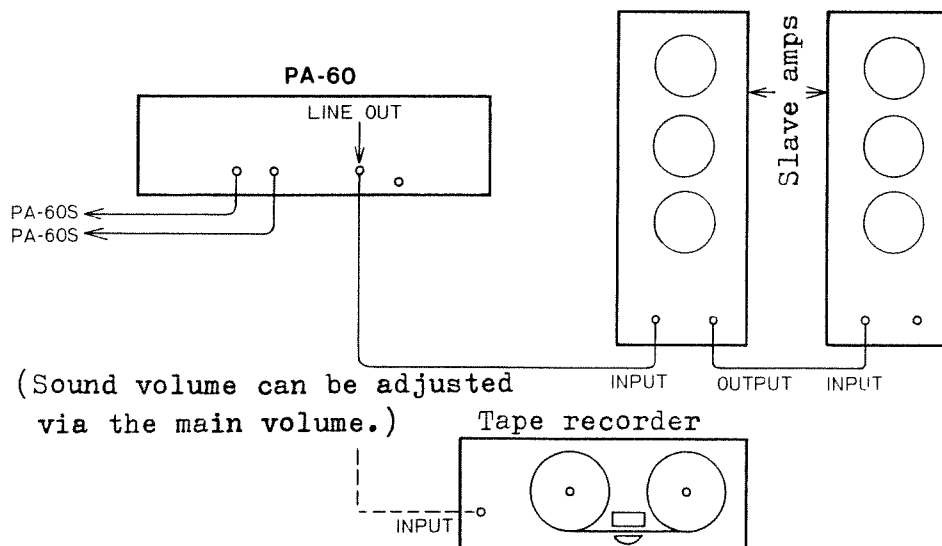 PA-60
LINE OUT
Slave amps
PA-60S
PA-60S
INPUT
OUTPUT
INPUT
(Sound volume can be adjusted
via the main volume.)
Tape recorder
INPUT